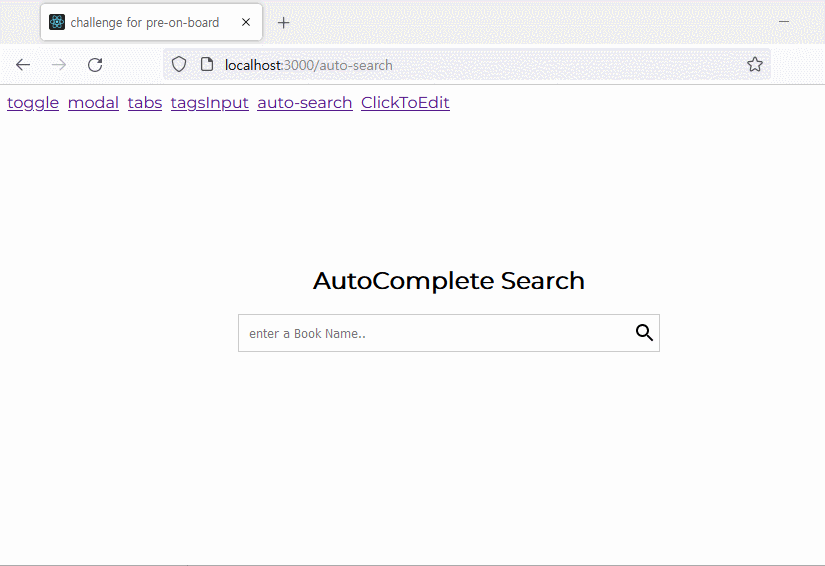 challenge for pre-on-board
localhost:3000/auto-search
toggle modal tabs tagsInput auto-search ClickToEdit
AutoComplete Search
enter a Book Name..